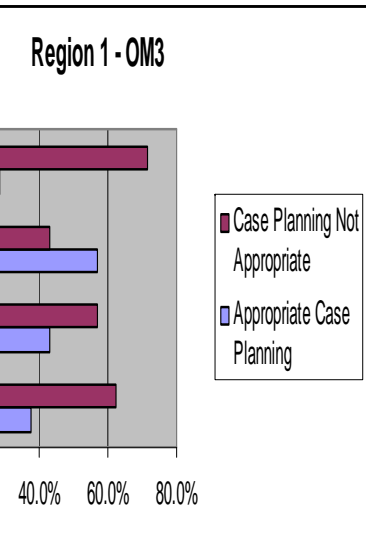 Region 1 - OM3
Case Planning Not
Appropriate
Appropriate Case
Planning
40.0% 60.0% 80.0%